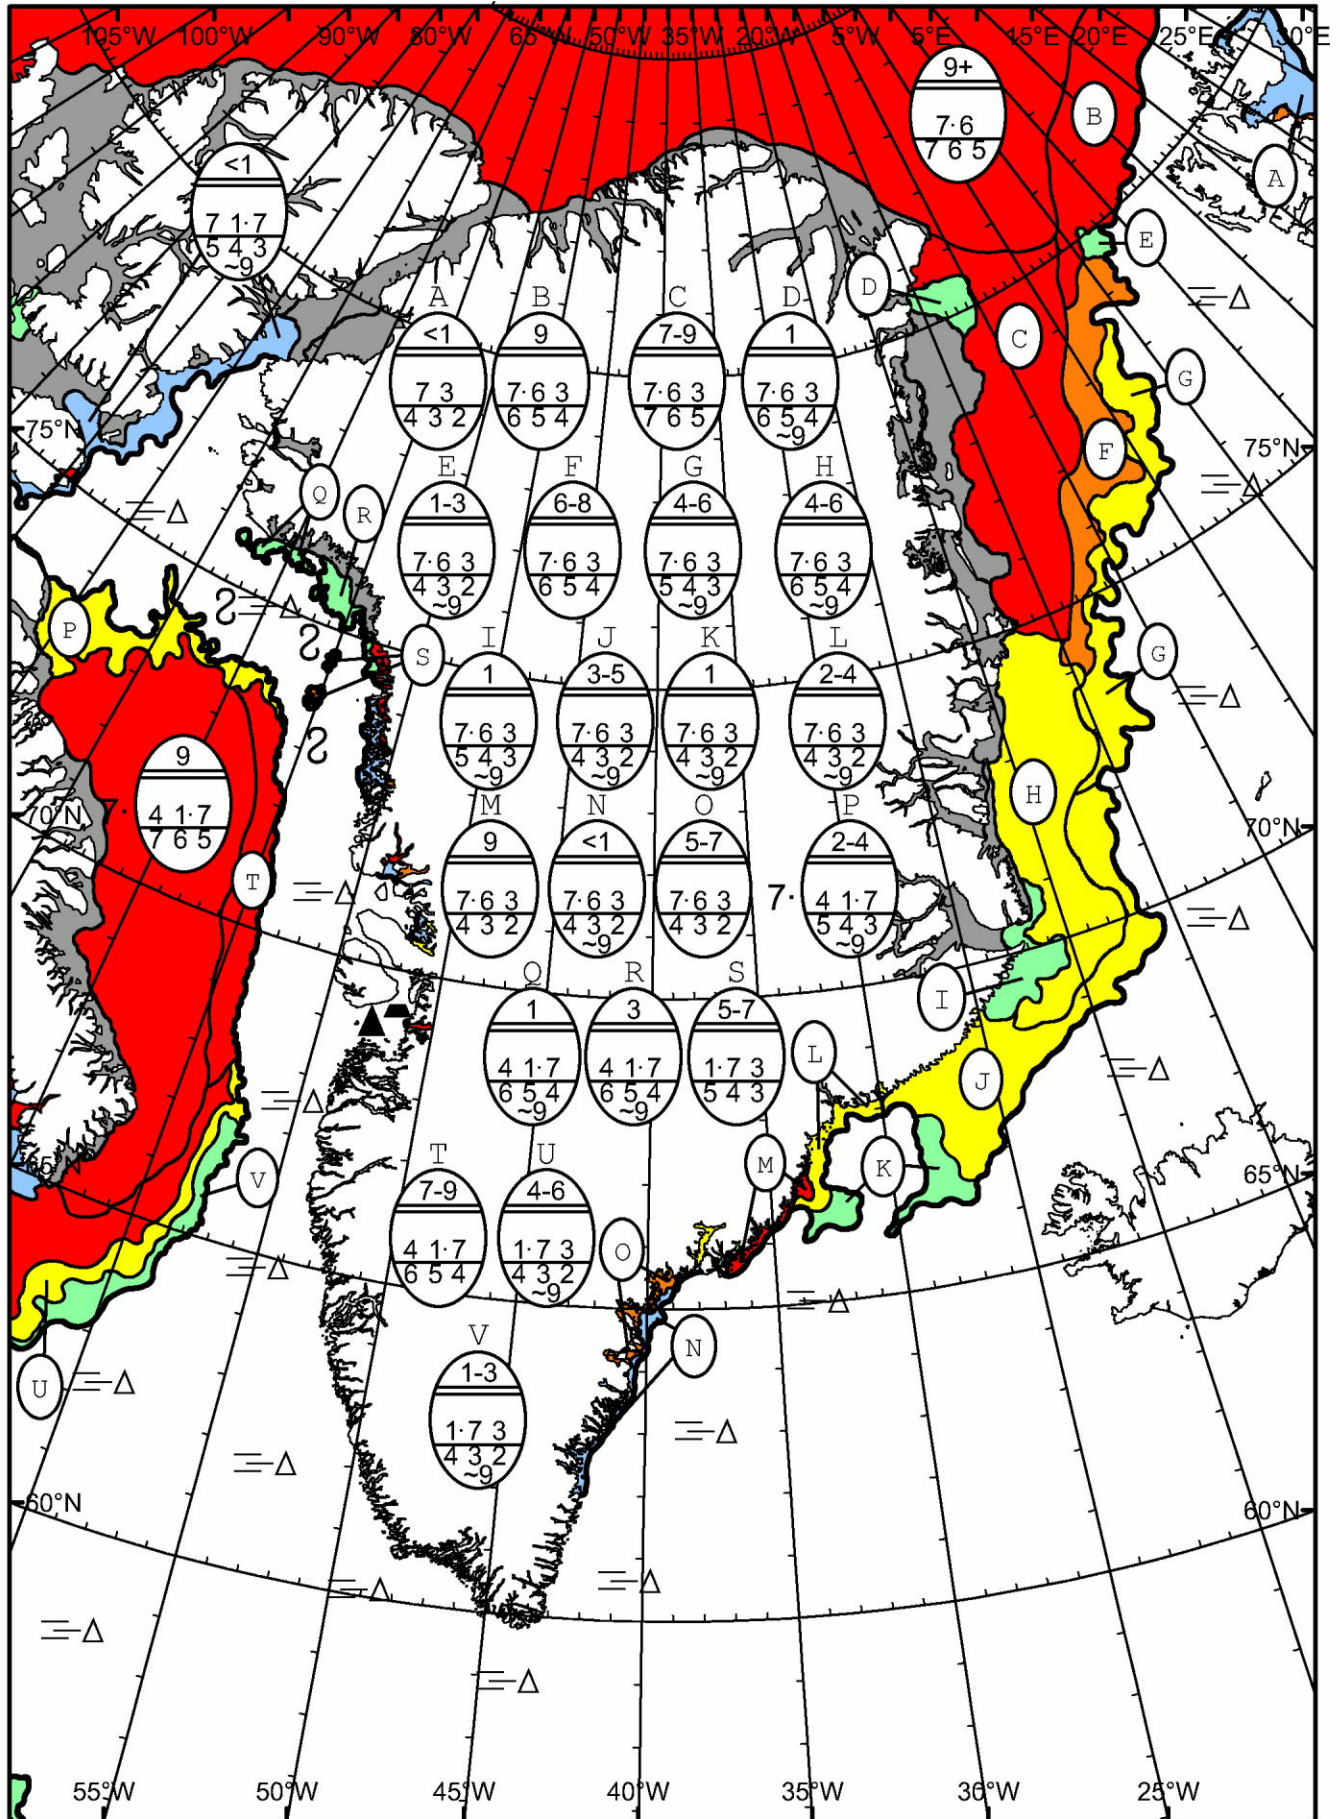 105°W 100°W 90°W 80°W 65°W 50°W 35°W 20°W 5°W 5°E 15°E 20°E 25°E 30°E
9+
7·6
7 6 5
B
A
<1
7 1·7
5 4 3
~9
E
D
C
G
A B C D
<1 9 7-9 1
7 3 7·6 3 7·6 3 7·6 3
4 3 2 6 5 4 7 6 5 6 5 4
~9
75°N 75°N
F
E F G H
Q R
1-3 6-8 4-6 4-6
7·6 3 7·6 3 7·6 3 7·6 3
4 3 2 6 5 4 5 4 3 6 5 4
~9 ~9 ~9
P
S
G
I J K L
1 3-5 1 2-4
7·6 3 7·6 3 7·6 3 7·6 3
5 4 3 4 3 2 4 3 2 4 3 2
~9 ~9 ~9 ~9
9
7· 4 1·7
7 6 5
H
70°N 70°N
T
M N O P
9 <1 5-7 2-4
7·6 3 7·6 3 7·6 3 7· 4 1·7
4 3 2 4 3 2 4 3 2 5 4 3
~9 ~9
I
Q R S
1 3 5-7
4 1·7 4 1·7 1·7 3
6 5 4 6 5 4 5 4 3
~9 ~9
L
J
65°N 65°N
V
M
K
T U
7-9 4-6
4 1·7 1·7 3
6 5 4 4 3 2
~9
O
N
U
V
1-3
1·7 3
4 3 2
~9
60°N 60°N
55°W 50°W 45°W 40°W 35°W 30°W 25°W